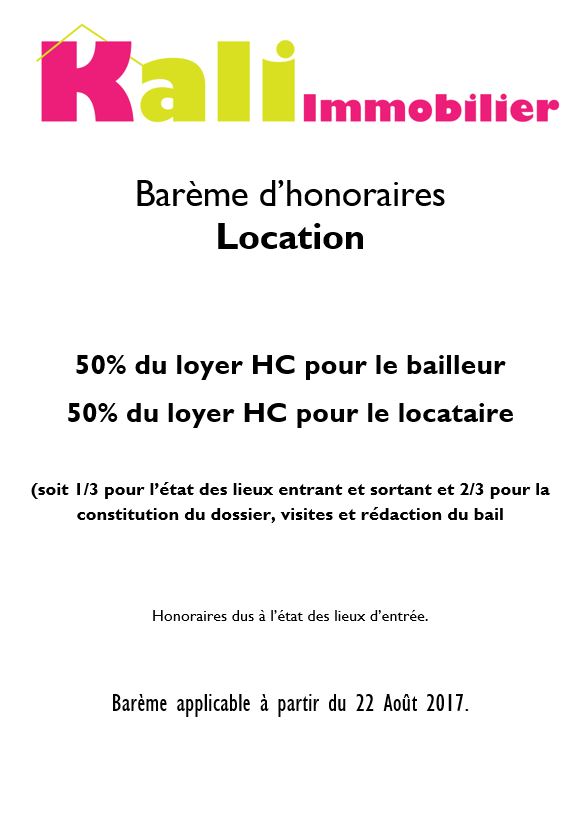 Kali Immobilier
Barème d’honoraires
Location
50% du loyer HC pour le bailleur
50% du loyer HC pour le locataire
(soit 1/3 pour l’état des lieux entrant et sortant et 2/3 pour la
constitution du dossier, visites et rédaction du bail
Honoraires dus à l’état des lieux d’entrée.
Barème applicable à partir du 22 Août 2017.